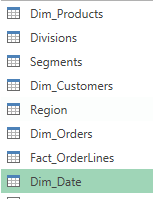 Dim_Products
Divisions
Segments
Dim_Customers
Region
Dim_Orders
Fact_OrderLines
Dim_Date